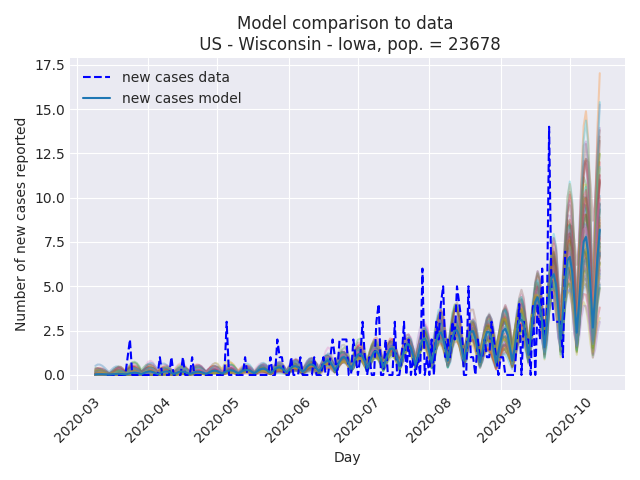 Model comparison to data
US - Wisconsin - Iowa, pop. = 23678
17.5
15.0
12.5
10.0
7.5
5.0
2.5
0.0
Number of new cases reported
new cases data
new cases model
2020-03
2020-04
2020-05
2020-06
2020-07
2020-08
2020-09
2020-10
Day